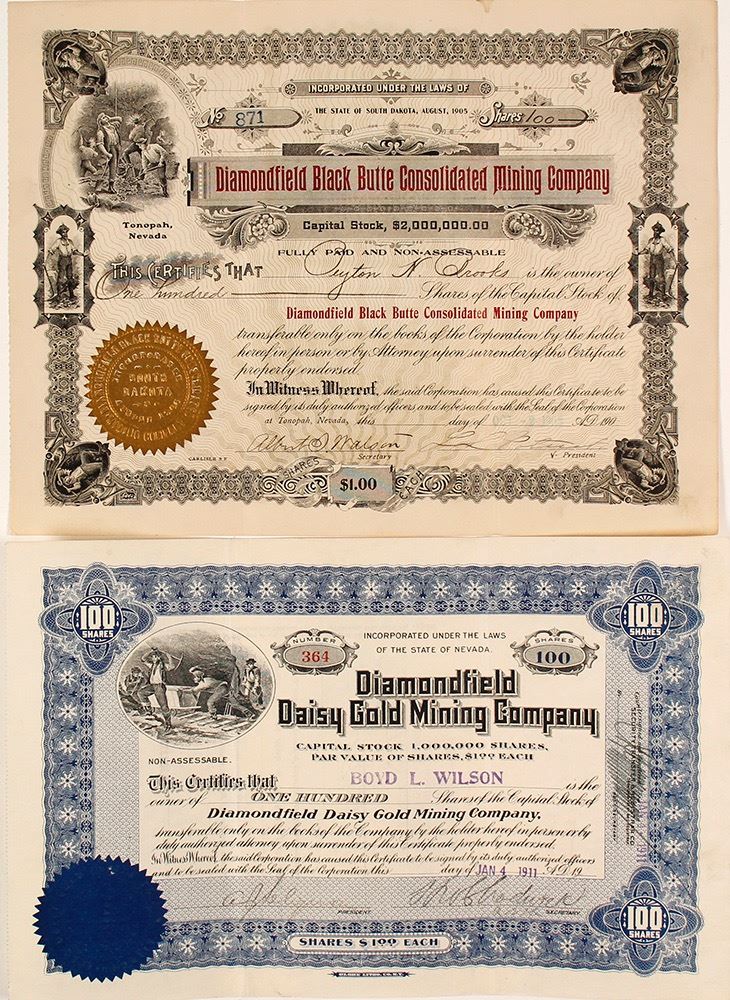 INCORPORATED UNDER THE LAWS OF
THE STATE OF SOUTH DAKOTA, AUGUST, 1905
No 871
Shares 100
Diamondfield Black Butte Consolidated Mining Company
Capital Stock, $2,000,000.00
Tonopah,
Nevada
FULLY PAID AND NON-ASSESSABLE
THIS CERTIFIES THAT Peyton N. Brooks is the owner of
One hundred Shares of the Capital Stock of
Diamondfield Black Butte Consolidated Mining Company
transferable only on the books of the Corporation by the holder
hereof in person or by Attorney upon surrender of this Certificate
properly endorsed.
In Witness Whereof, the said Corporation has caused this Certificate to be
signed by its duly authorized officers and to be sealed with the Seal of the Corporation
at Tonopah, Nevada, this day of A.D. 190
Albert J. Watson
Secretary
V- President
SHARES $1.00 EACH
100 SHARES
100 SHARES
NUMBER
364
INCORPORATED UNDER THE LAWS
OF THE STATE OF NEVADA.
SHARES
100
Diamondfield
Daisy Gold Mining Company
CAPITAL STOCK 1,000,000 SHARES,
PAR VALUE OF SHARES, $1.00 EACH
NON-ASSESSABLE.
This Certifies that BOYD L. WILSON is the
owner of ONE HUNDRED Shares of the Capital Stock of
Diamondfield Daisy Gold Mining Company.
transferable only on the books of the Company by the holder hereof in person or by
duly authorized attorney upon surrender of this Certificate properly endorsed.
In Witness Whereof, the said Corporation has caused this Certificate to be signed by its duly authorized officers
and to be sealed with the Seal of the Corporation this day of JAN 4 1911 A.D. 19
PRESIDENT
SECRETARY
100 SHARES
SHARES $1.00 EACH